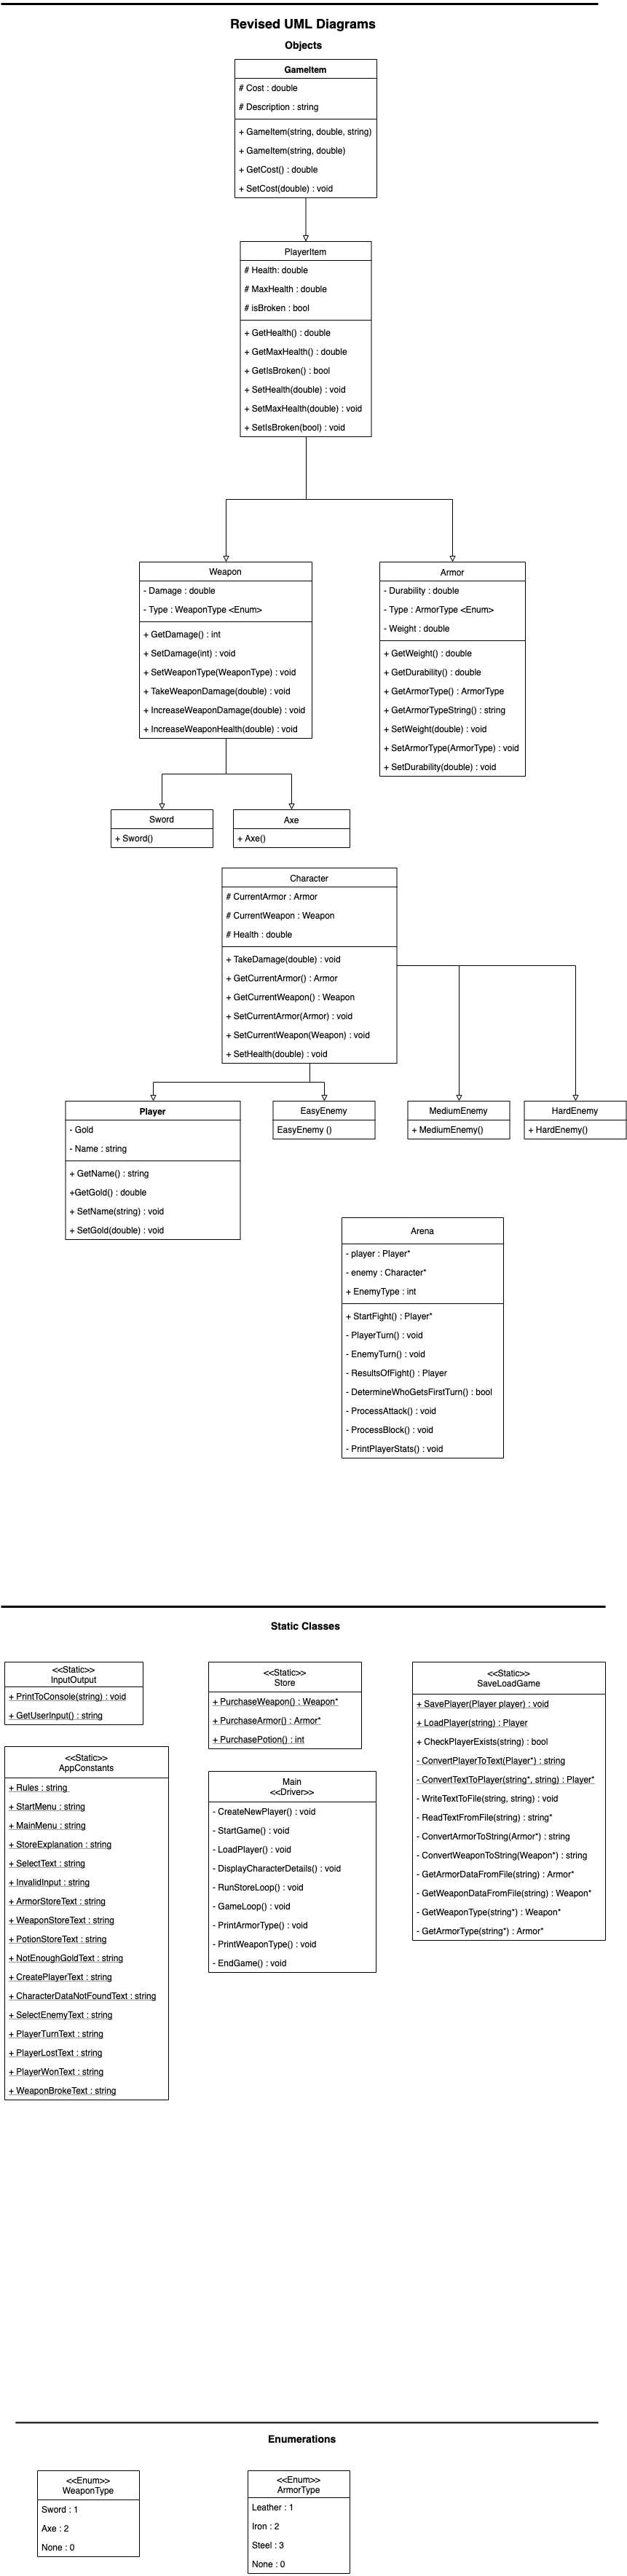 Revised UML Diagrams
Objects
GameItem
# Cost : double
# Description : string
+ GameItem(string, double, string)
+ GameItem(string, double)
+ GetCost() : double
+ SetCost(double) : void
PlayerItem
# Health: double
# MaxHealth : double
# isBroken : bool
+ GetHealth() : double
+ GetMaxHealth() : double
+ GetIsBroken() : bool
+ SetHealth(double) : void
+ SetMaxHealth(double) : void
+ SetIsBroken(bool) : void
Weapon
- Damage : double
- Type : WeaponType <Enum>
+ GetDamage() : int
+ SetDamage(int) : void
+ SetWeaponType(WeaponType) : void
+ TakeWeaponDamage(double) : void
+ IncreaseWeaponDamage(double) : void
+ IncreaseWeaponHealth(double) : void
Armor
- Durability : double
- Type : ArmorType <Enum>
- Weight : double
+ GetWeight() : double
+ GetDurability() : double
+ GetArmorType() : ArmorType
+ GetArmorTypeString() : string
+ SetWeight(double) : void
+ SetArmorType(ArmorType) : void
+ SetDurability(double) : void
Sword
+ Sword()
Axe
+ Axe()
Character
# CurrentArmor : Armor
# CurrentWeapon : Weapon
# Health : double
+ TakeDamage(double) : void
+ GetCurrentArmor() : Armor
+ GetCurrentWeapon() : Weapon
+ SetCurrentArmor(Armor) : void
+ SetCurrentWeapon(Weapon) : void
+ SetHealth(double) : void
Player
- Gold
- Name : string
+ GetName() : string
+GetGold() : double
+ SetName(string) : void
+ SetGold(double) : void
EasyEnemy
EasyEnemy ()
MediumEnemy
+ MediumEnemy()
HardEnemy
+ HardEnemy()
Arena
- player : Player*
- enemy : Character*
+ EnemyType : int
+ StartFight() : Player*
- PlayerTurn() : void
- EnemyTurn() : void
- ResultsOfFight() : Player
- DetermineWhoGetsFirstTurn() : bool
- ProcessAttack() : void
- ProcessBlock() : void
- PrintPlayerStats() : void
Static Classes
<<Static>>
InputOutput
+ PrintToConsole(string) : void
+ GetUserInput() : string
<<Static>>
AppConstants
+ Rules : string
+ StartMenu : string
+ MainMenu : string
+ StoreExplanation : string
+ SelectText : string
+ InvalidInput : string
+ ArmorStoreText : string
+ WeaponStoreText : string
+ PotionStoreText : string
+ NotEnoughGoldText : string
+ CreatePlayerText : string
+ CharacterDataNotFoundText : string
+ SelectEnemyText : string
+ PlayerTurnText : string
+ PlayerLostText : string
+ PlayerWonText : string
+ WeaponBrokeText : string
<<Static>>
Store
+ PurchaseWeapon() : Weapon*
+ PurchaseArmor() : Armor*
+ PurchasePotion() : int
Main
<<Driver>>
- CreateNewPlayer() : void
- StartGame() : void
- LoadPlayer() : void
- DisplayCharacterDetails() : void
- RunStoreLoop() : void
- GameLoop() : void
- PrintArmorType() : void
- PrintWeaponType() : void
- EndGame() : void
<<Static>>
SaveLoadGame
+ SavePlayer(Player player) : void
+ LoadPlayer(string) : Player
+ CheckPlayerExists(string) : bool
- ConvertPlayerToText(Player*) : string
- ConvertTextToPlayer(string*, string) : Player*
- WriteTextToFile(string, string) : void
- ReadTextFromFile(string) : string*
- ConvertArmorToString(Armor*) : string
- ConvertWeaponToString(Weapon*) : string
- GetArmorDataFromFile(string) : Armor*
- GetWeaponDataFromFile(string) : Weapon*
- GetWeaponType(string*) : Weapon*
- GetArmorType(string*) : Armor*
Enumerations
<<Enum>>
WeaponType
Sword : 1
Axe : 2
None : 0
<<Enum>>
ArmorType
Leather : 1
Iron : 2
Steel : 3
None : 0